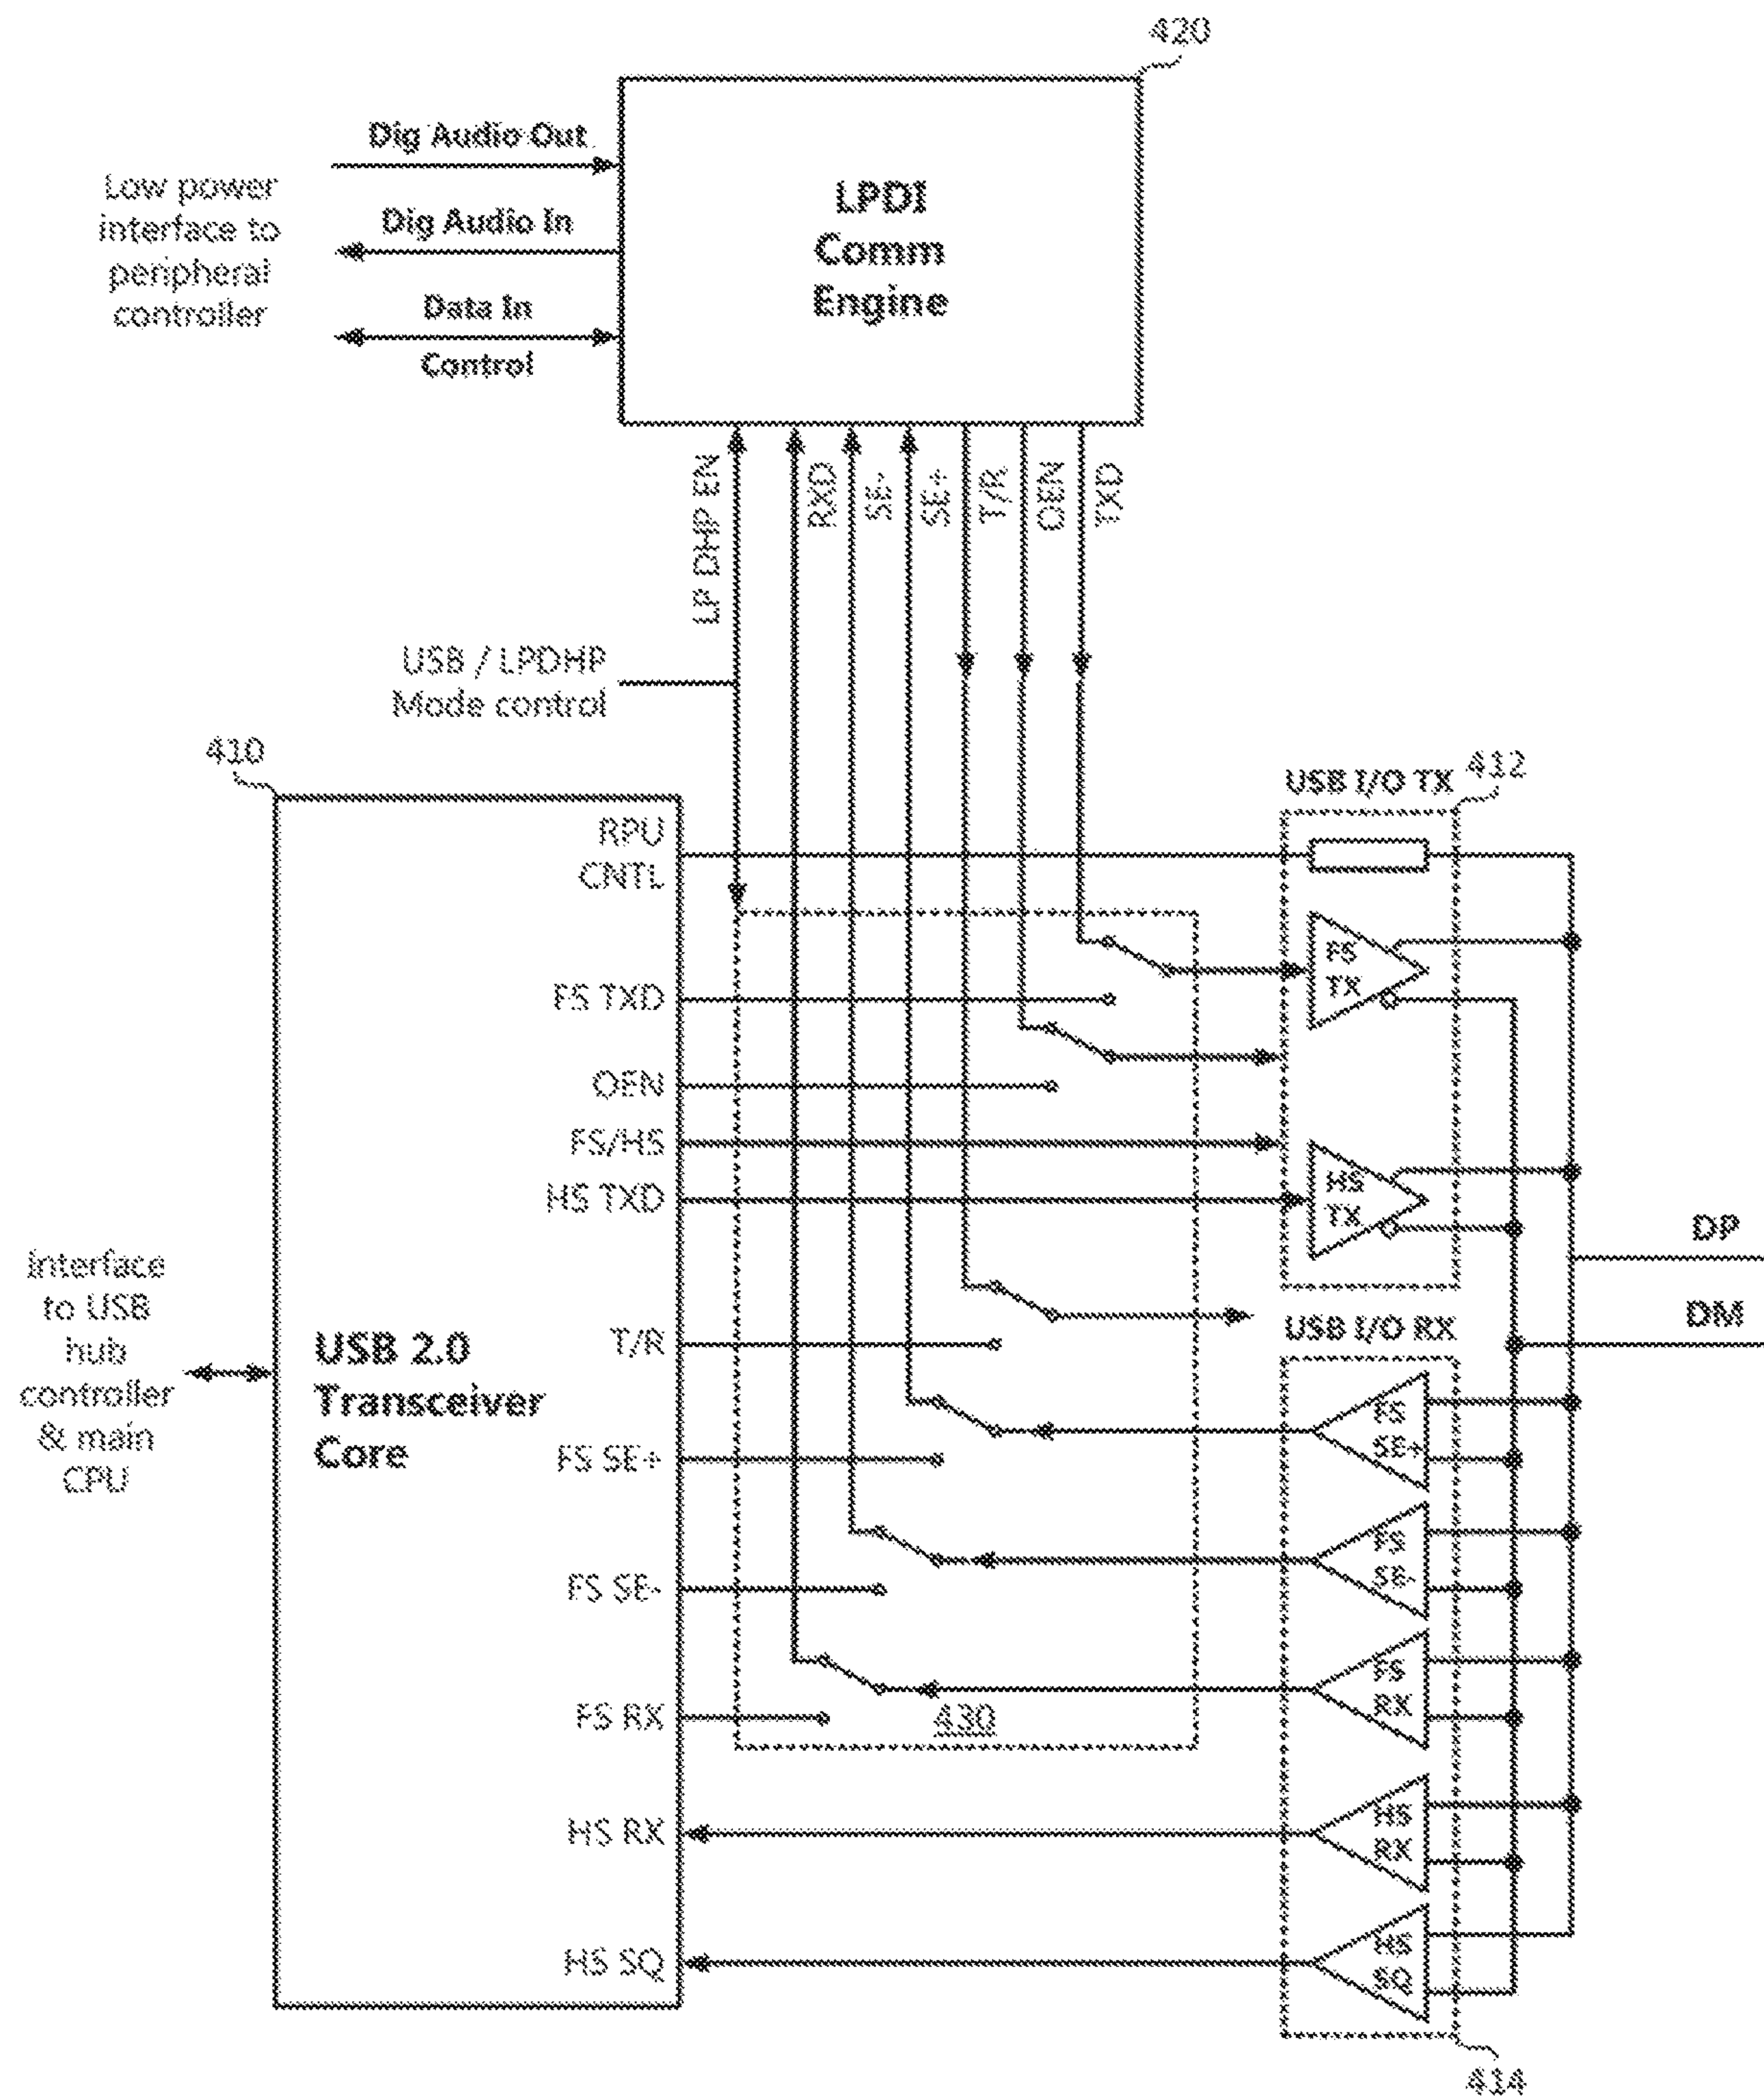 420
Dig Audio Out
Low power
interface to
peripheral
controller
Dig Audio In
Data In
Control
LPDI
Comm
Engine
LP DHP EN
RXD
SE-
SE+
T/R
OEN
TXD
USB / LPDHP
Mode control
410
412
USB I/O TX
RPU
CNTL
FS
TX
FS TXD
OEN
FS/HS
HS TXD
HS
TX
DP
DM
interface
to USB
hub
controller
& main
CPU
USB 2.0
Transceiver
Core
T/R
USB I/O RX
FS
SE+
FS SE+
FS
SE-
FS SE-
FS
RX
FS RX
430
HS
RX
HS RX
HS
SQ
HS SQ
414